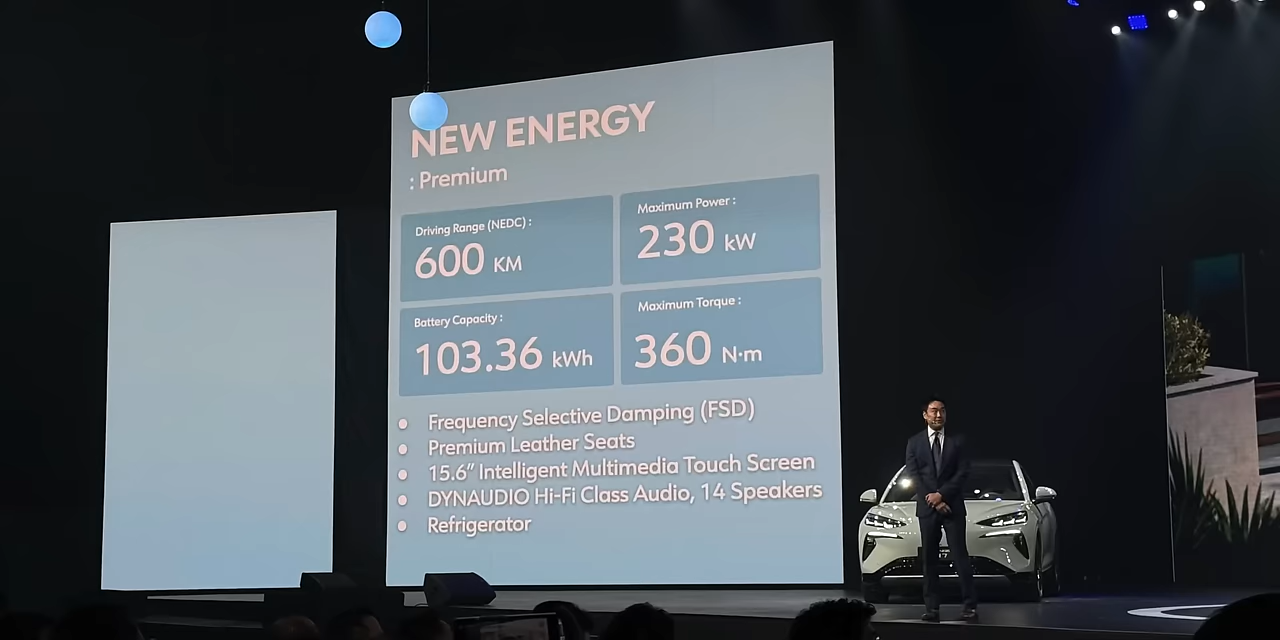 NEW ENERGY
: Premium
Driving Range (NEDC) :
600 KM
Maximum Power :
230 kW
Battery Capacity :
103.36 kWh
Maximum Torque :
360 N·m
Frequency Selective Damping (FSD)
Premium Leather Seats
15.6” Intelligent Multimedia Touch Screen
DYNAUDIO Hi-Fi Class Audio, 14 Speakers
Refrigerator